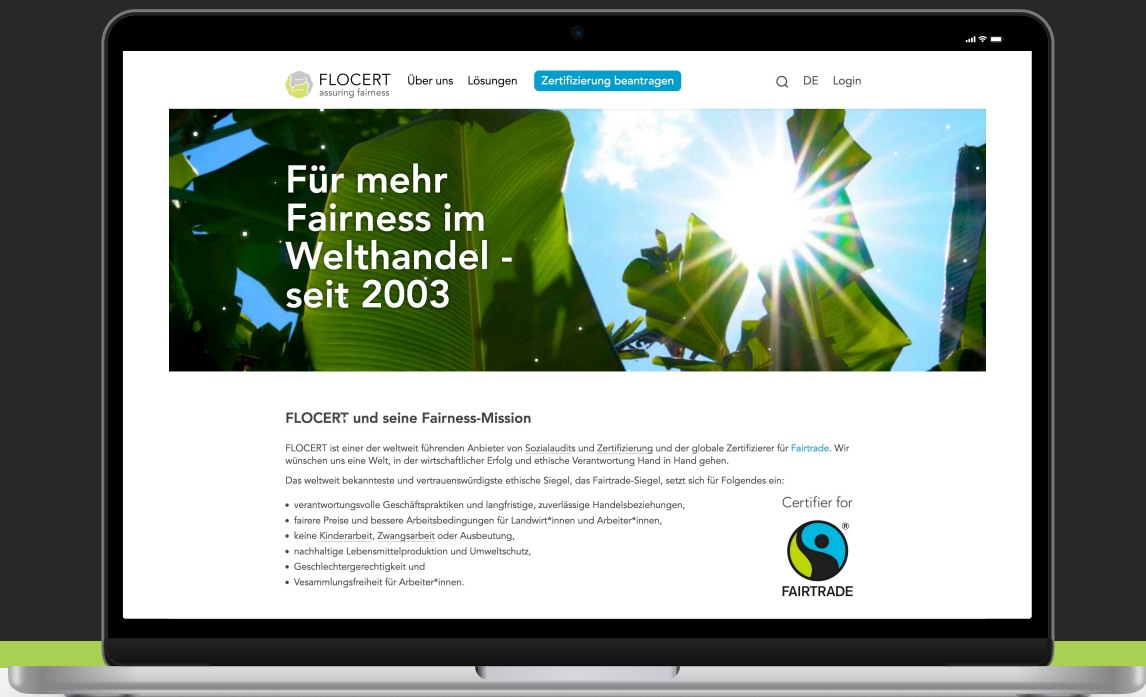 FLOCERT
assuring fairness
Über uns Lösungen Zertifizierung beantragen DE Login
Für mehr
Fairness im
Welthandel -
seit 2003
FLOCERT und seine Fairness-Mission
FLOCERT ist einer der weltweit führenden Anbieter von Sozialaudits und Zertifizierung und der globale Zertifizierer für Fairtrade. Wir
wünschen uns eine Welt, in der wirtschaftlicher Erfolg und ethische Verantwortung Hand in Hand gehen.
Das weltweit bekannteste und vertrauenswürdigste ethische Siegel, das Fairtrade-Siegel, setzt sich für Folgendes ein:
• verantwortungsvolle Geschäftspraktiken und langfristige, zuverlässige Handelsbeziehungen,
• fairere Preise und bessere Arbeitsbedingungen für Landwirt*innen und Arbeiter*innen,
• keine Kinderarbeit, Zwangsarbeit oder Ausbeutung,
• nachhaltige Lebensmittelproduktion und Umweltschutz,
• Geschlechtergerechtigkeit und
• Vesammlungsfreiheit für Arbeiter*innen.
Certifier for
®
FAIRTRADE